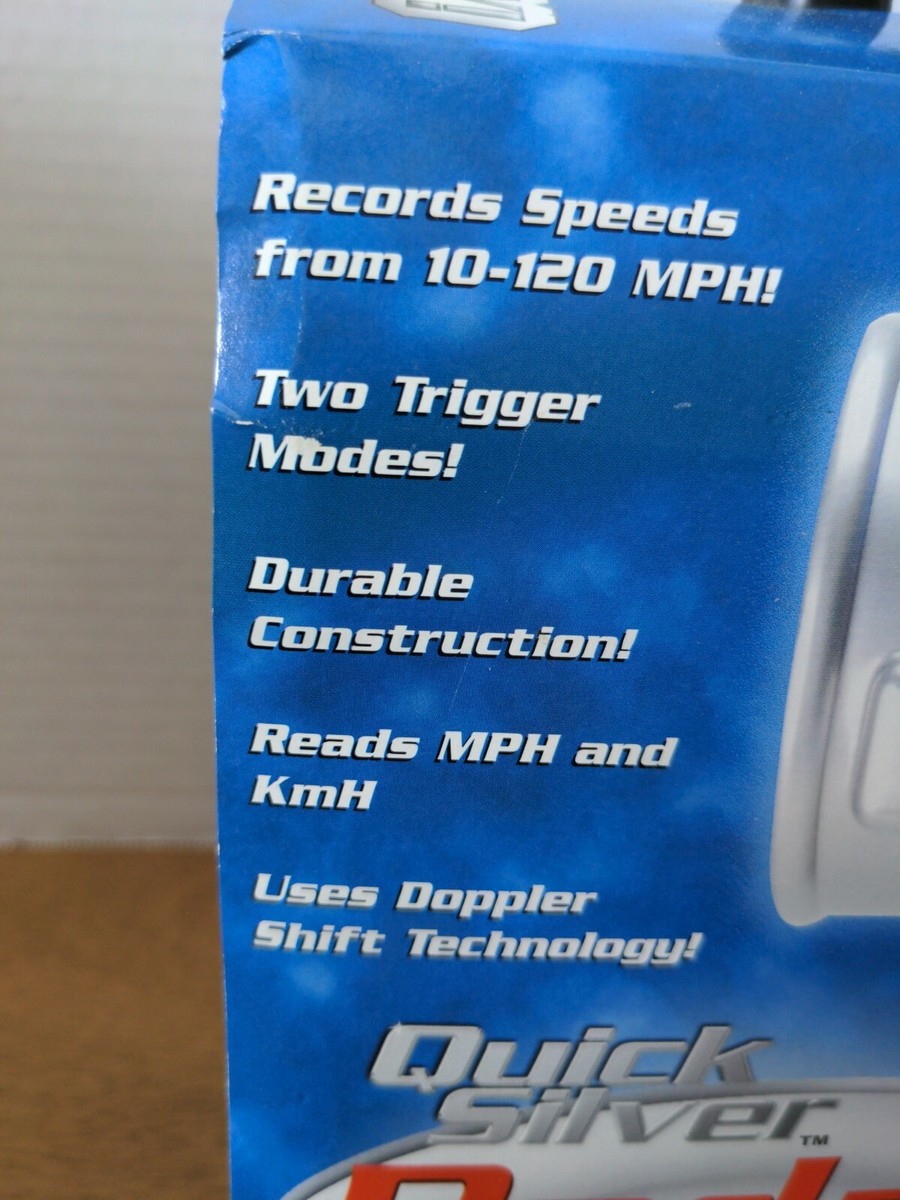 Records Speeds
from 10-120 MPH!
Two Trigger
Modes!
Durable
Construction!
Reads MPH and
KmH
Uses Doppler
Shift Technology!
Quick
Silver™